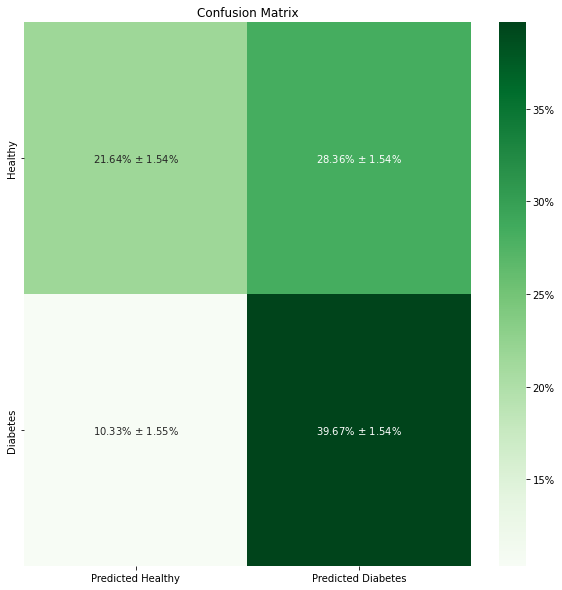 Confusion Matrix
Healthy
21.64% ± 1.54%
28.36% ± 1.54%
Diabetes
10.33% ± 1.55%
39.67% ± 1.54%
Predicted Healthy
Predicted Diabetes
35%
30%
25%
20%
15%